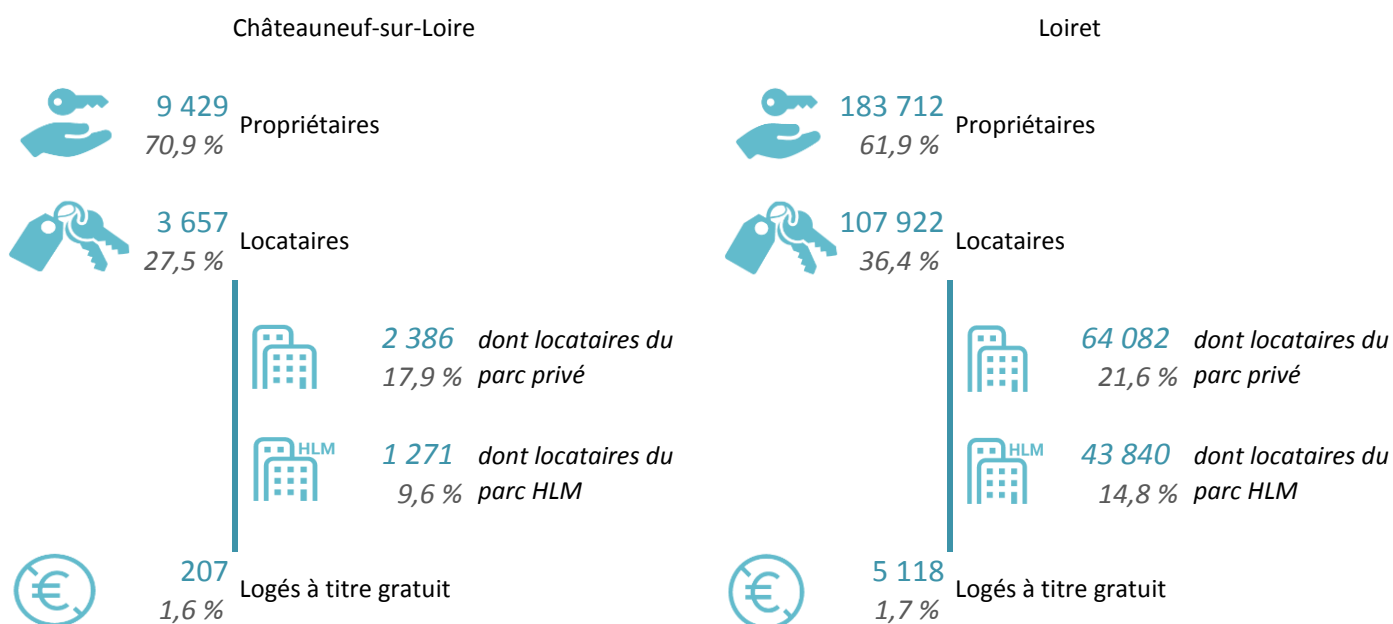 Châteauneuf-sur-Loire
9 429
70,9 %
Propriétaires
3 657
27,5 %
Locataires
2 386
17,9 %
dont locataires du
parc privé
HLM
1 271
9,6 %
dont locataires du
parc HLM
€
207
1,6 %
Logés à titre gratuit
Loiret
183 712
61,9 %
Propriétaires
107 922
36,4 %
Locataires
64 082
21,6 %
dont locataires du
parc privé
HLM
43 840
14,8 %
dont locataires du
parc HLM
€
5 118
1,7 %
Logés à titre gratuit